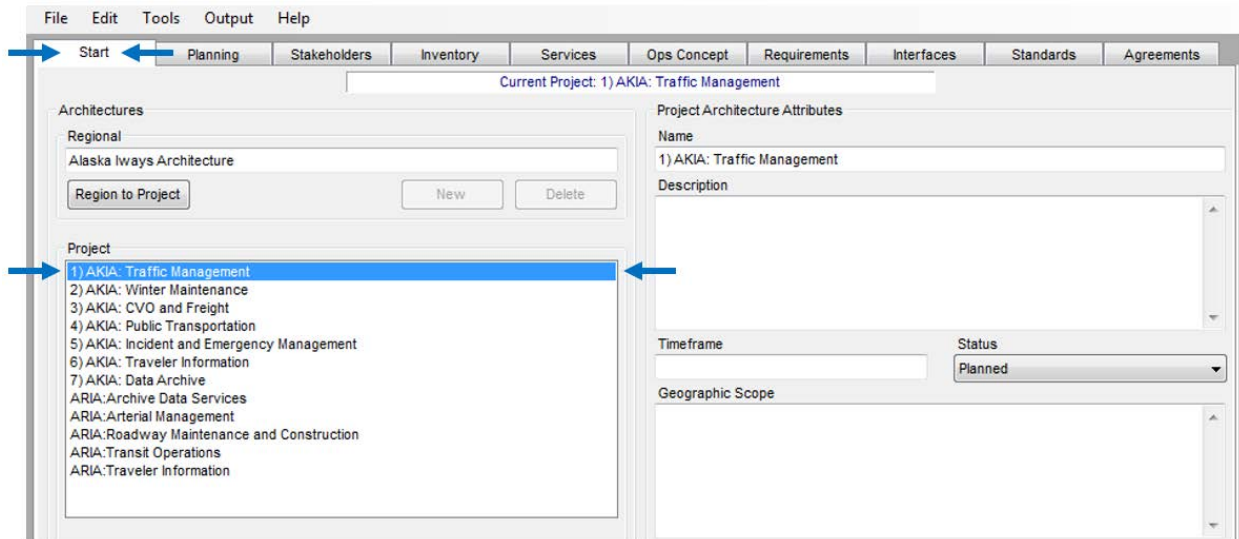 File Edit Tools Output Help
Start Planning Stakeholders Inventory Services Ops Concept Requirements Interfaces Standards Agreements
Current Project: 1) AKIA: Traffic Management
Architectures
Regional
Alaska Iways Architecture
Region to Project New Delete
Project
1) AKIA: Traffic Management
2) AKIA: Winter Maintenance
3) AKIA: CVO and Freight
4) AKIA: Public Transportation
5) AKIA: Incident and Emergency Management
6) AKIA: Traveler Information
7) AKIA: Data Archive
ARIA:Archive Data Services
ARIA:Arterial Management
ARIA:Roadway Maintenance and Construction
ARIA:Transit Operations
ARIA:Traveler Information
Project Architecture Attributes
Name
1) AKIA: Traffic Management
Description
Timeframe Status
Planned
Geographic Scope